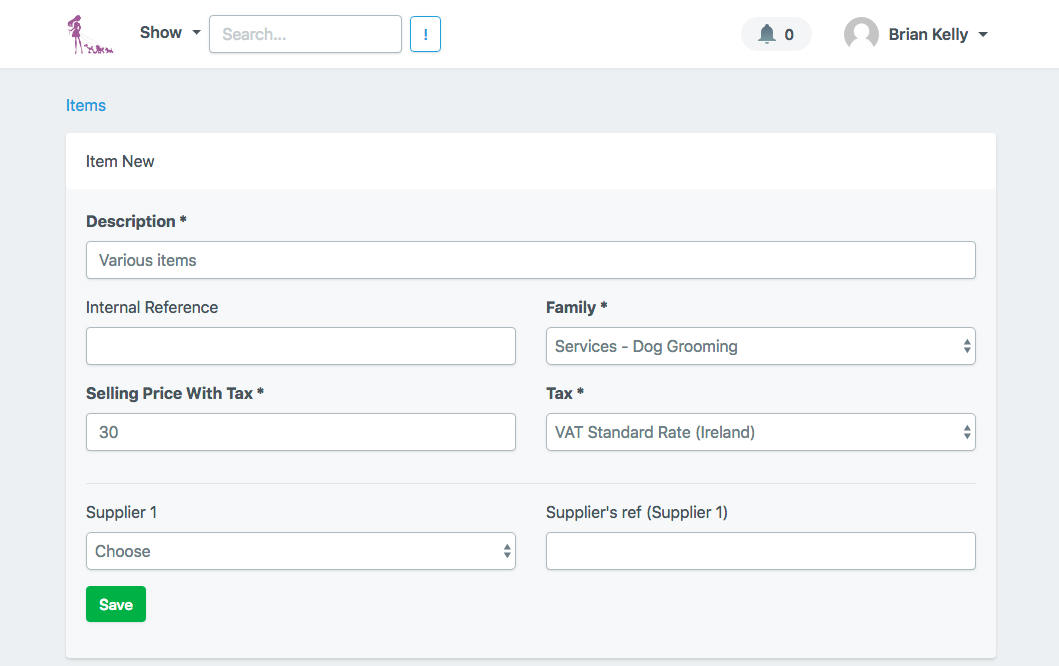 Show Search... ! 0 Brian Kelly
Items
Item New
Description *
Various items
Internal Reference Family *
Services - Dog Grooming
Selling Price With Tax * Tax *
30 VAT Standard Rate (Ireland)
Supplier 1 Supplier's ref (Supplier 1)
Choose
Save